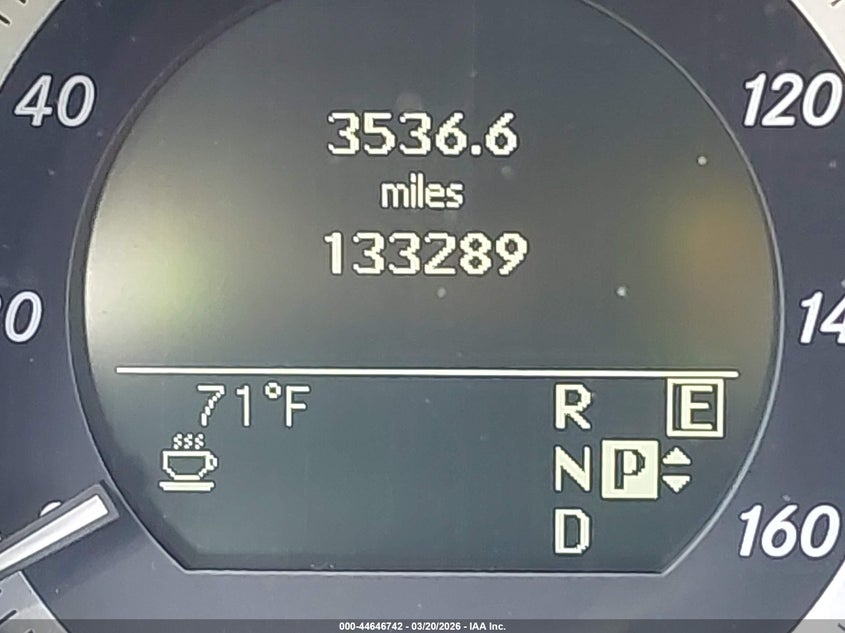 40
120
3536.6
miles
133289
0
14
71°F
R
E
N
P
D
160
000-44646742 - 03/20/2026 - IAA Inc.